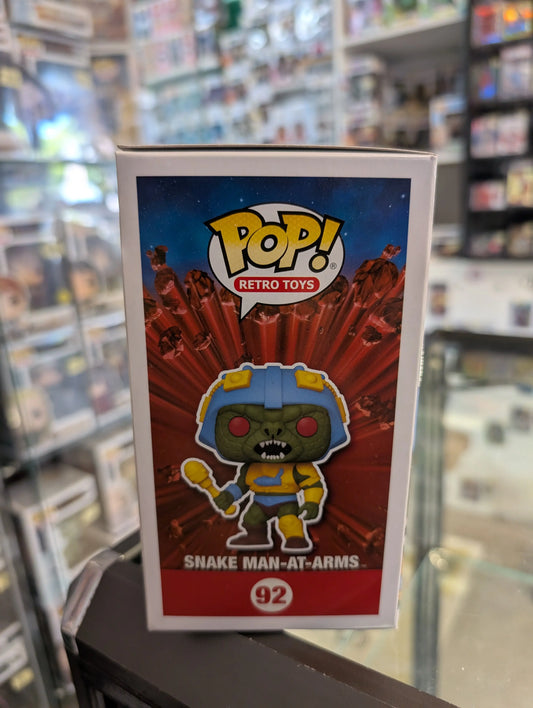 POP!®
RETRO TOYS
SNAKE MAN-AT-ARMS
92